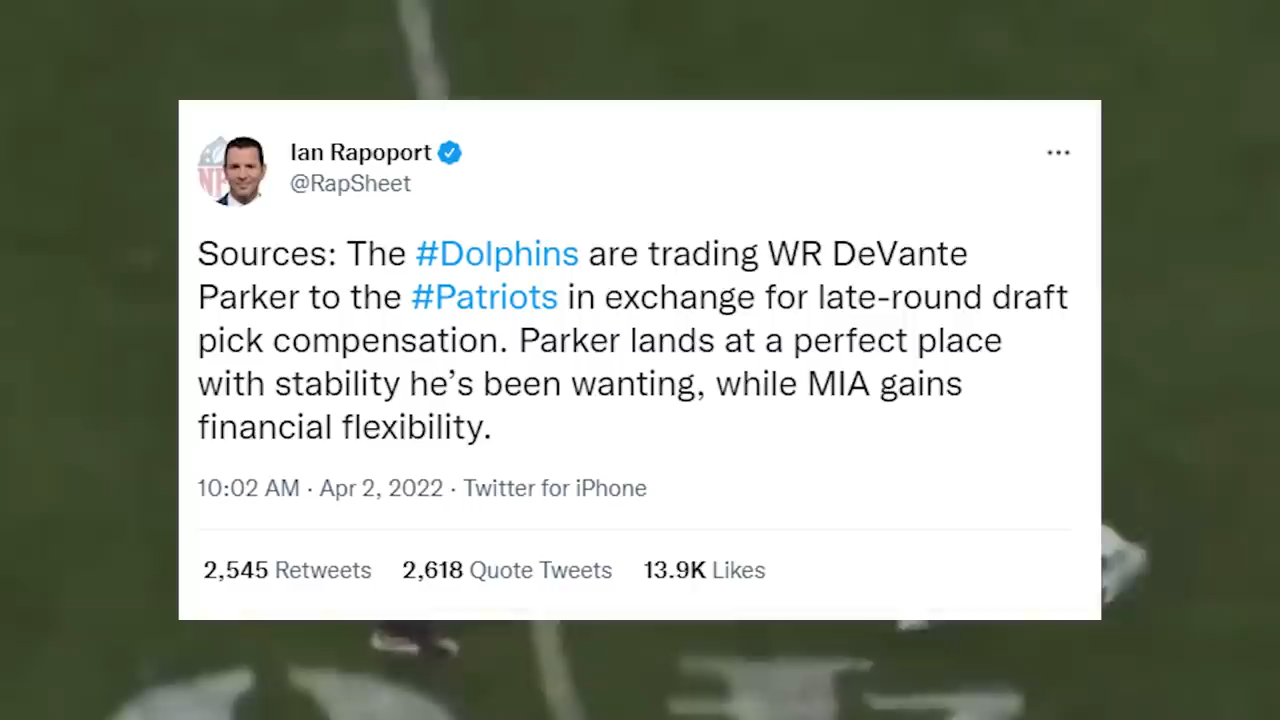 Ian Rapoport
@RapSheet
Sources: The #Dolphins are trading WR DeVante
Parker to the #Patriots in exchange for late-round draft
pick compensation. Parker lands at a perfect place
with stability he’s been wanting, while MIA gains
financial flexibility.
10:02 AM · Apr 2, 2022 · Twitter for iPhone
2,545 Retweets 2,618 Quote Tweets 13.9K Likes